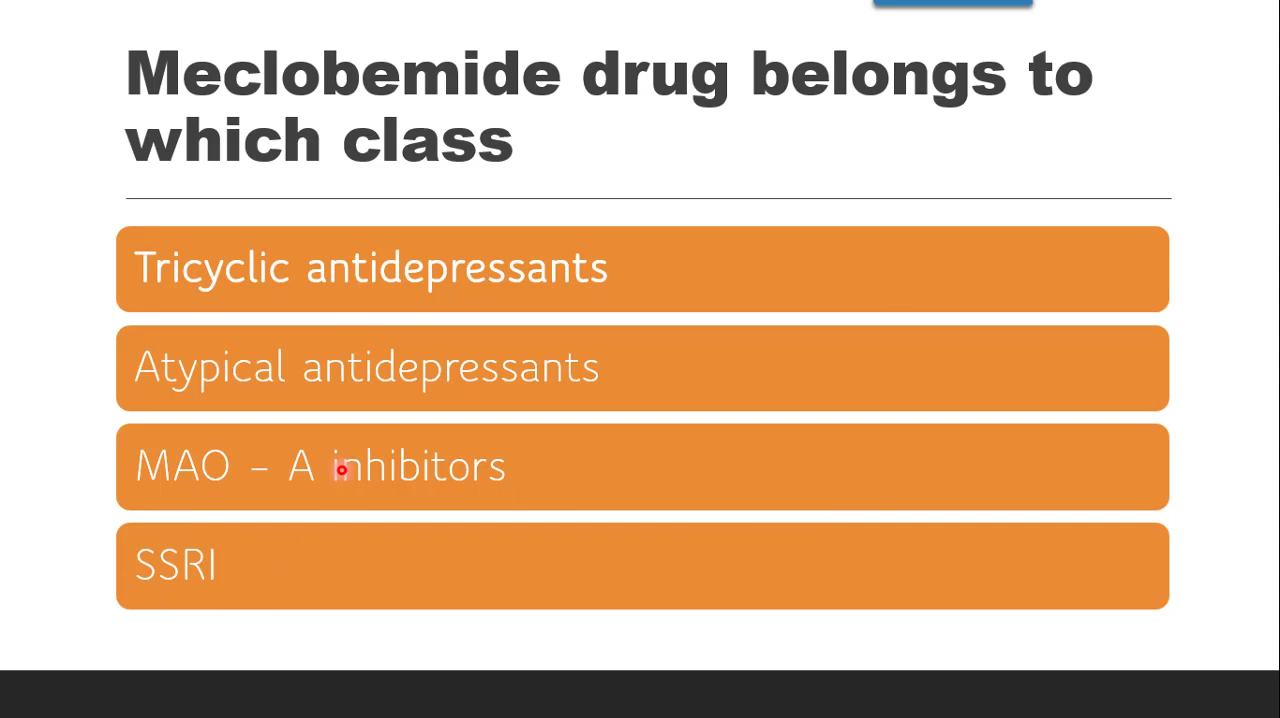 Meclobemide drug belongs to
which class
Tricyclic antidepressants
Atypical antidepressants
MAO – A inhibitors
SSRI